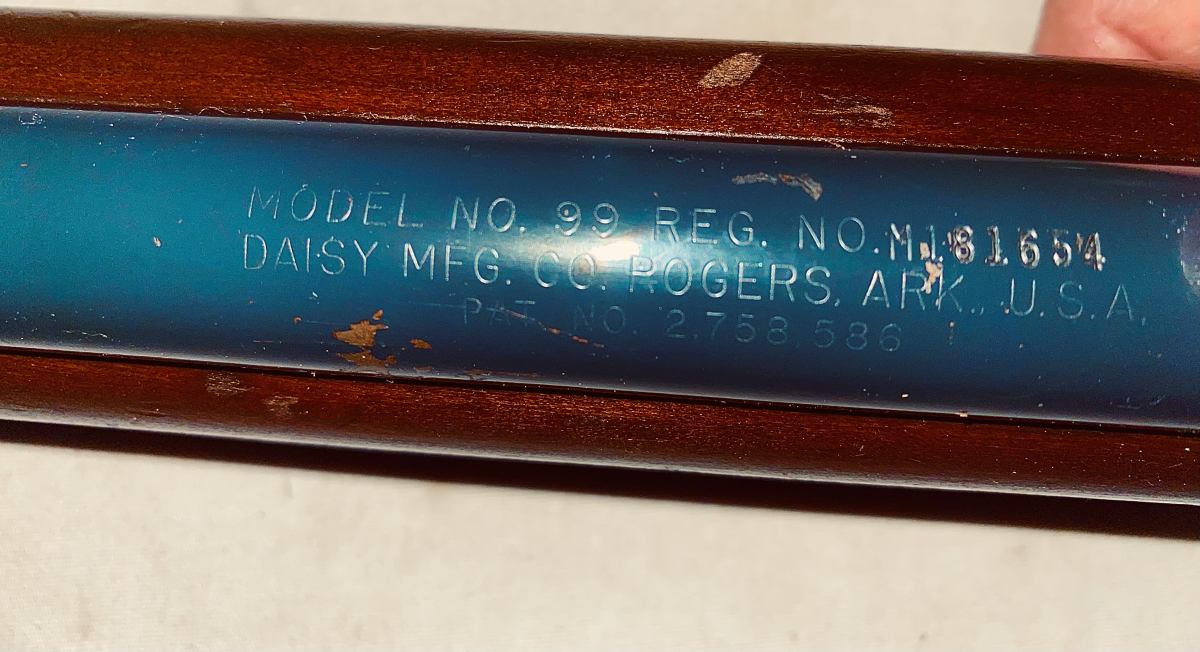 MODEL NO. 99 REG. NO. M181654
DAISY MFG. CO. ROGERS, ARK., U.S.A.
PAT. NO. 2,758,586